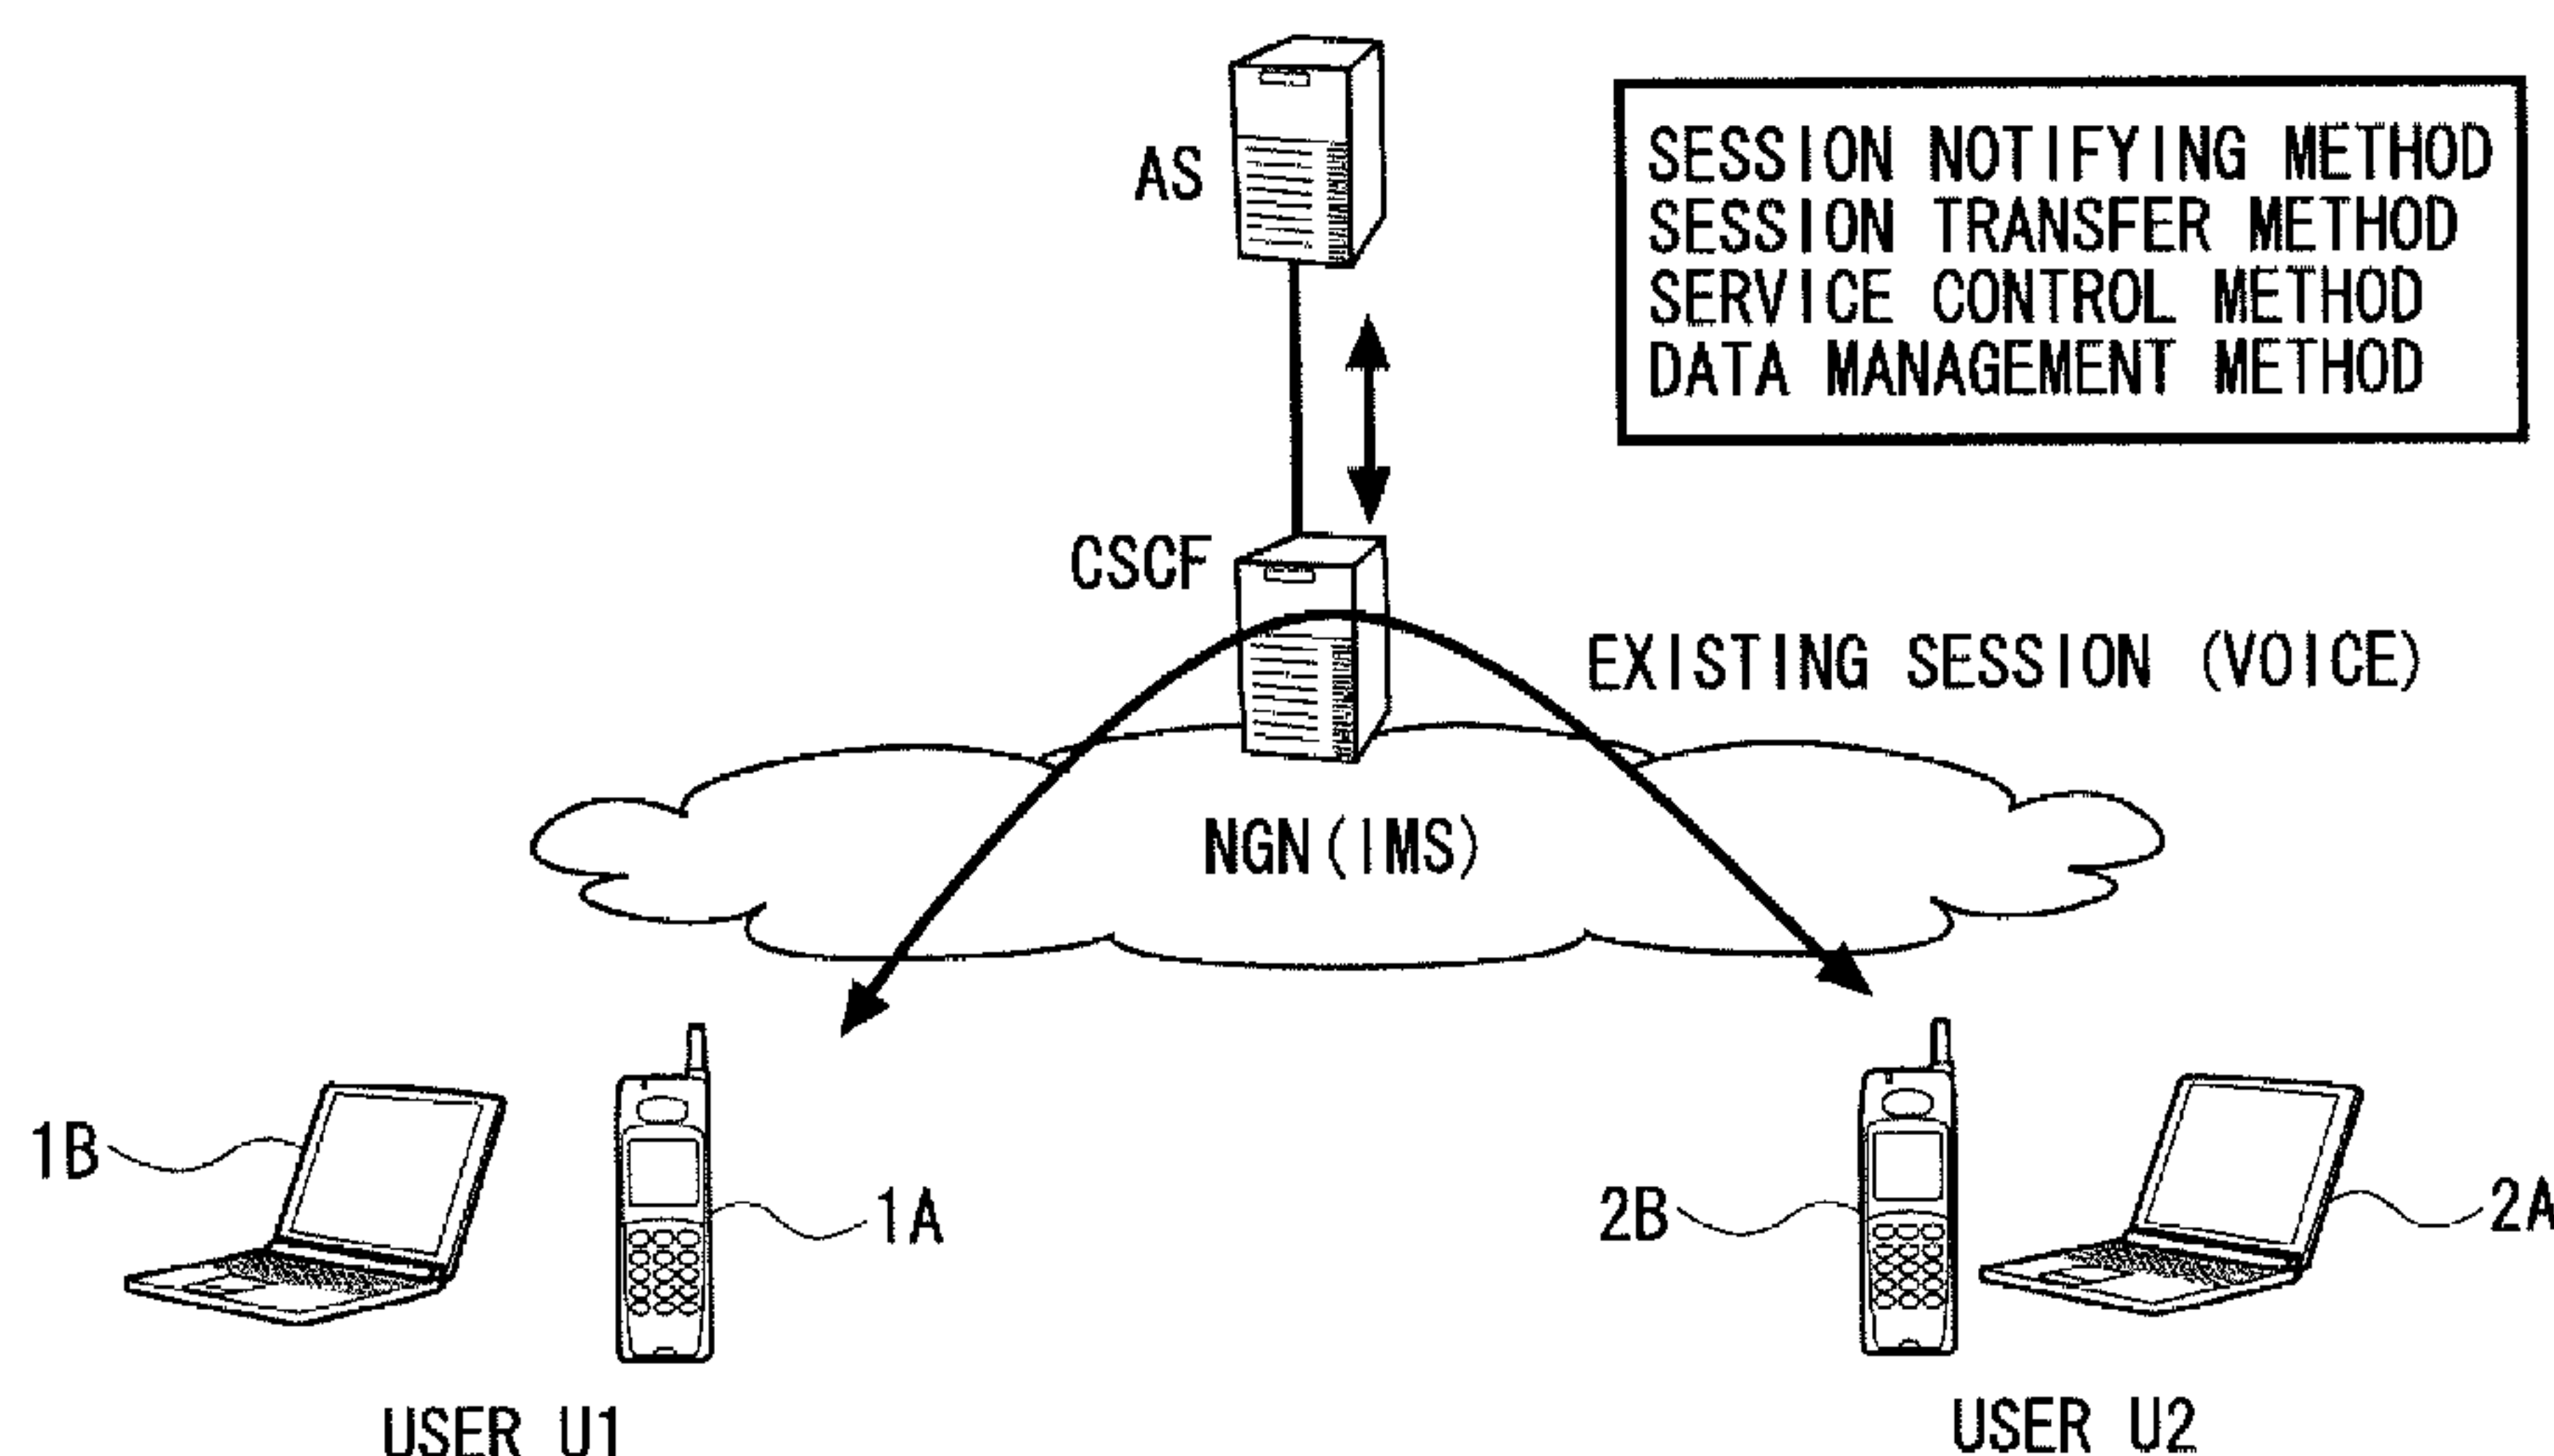 AS
SESSION NOTIFYING METHOD
SESSION TRANSFER METHOD
SERVICE CONTROL METHOD
DATA MANAGEMENT METHOD
CSCF
EXISTING SESSION (VOICE)
NGN(IMS)
1B
1A
2B
2A
USER U1
USER U2